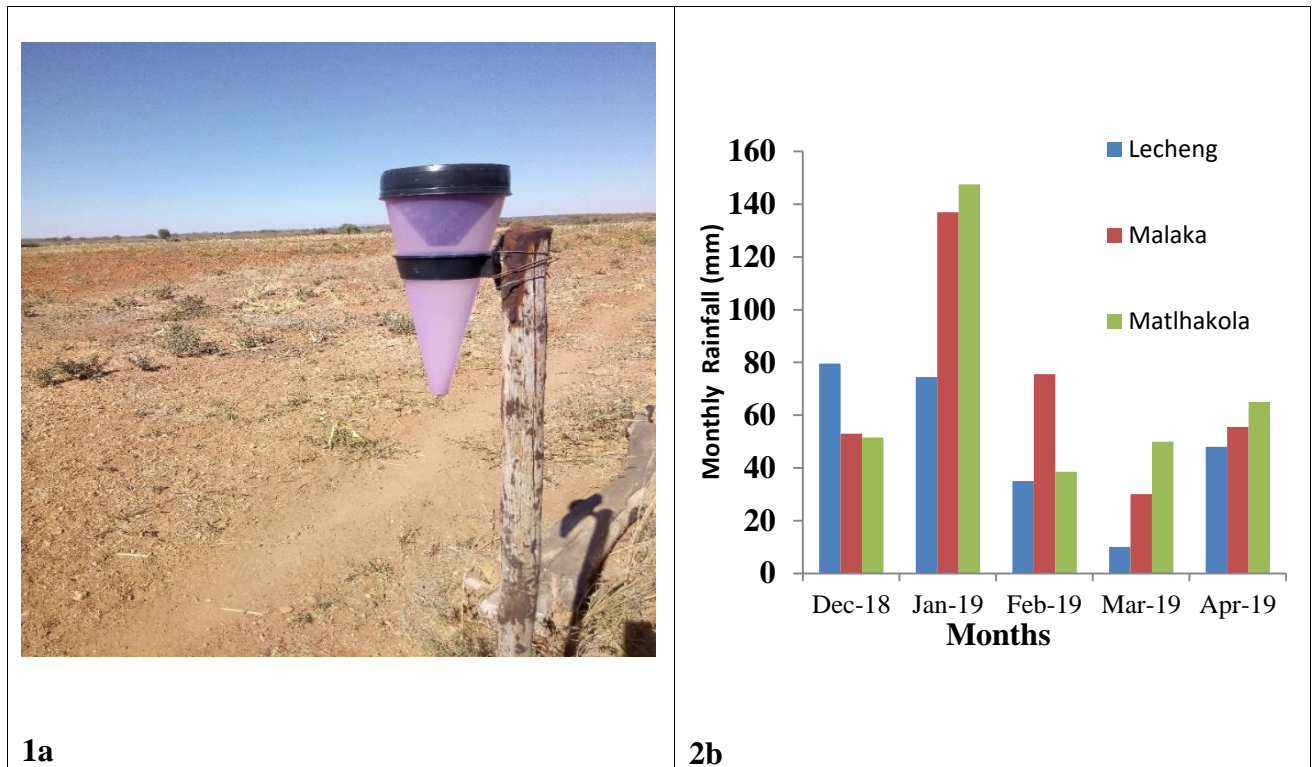 1a
Monthly Rainfall (mm)
160
140
120
100
80
60
40
20
0
Lecheng
Malaka
Matlhakola
Dec-18 Jan-19 Feb-19 Mar-19 Apr-19
Months
2b